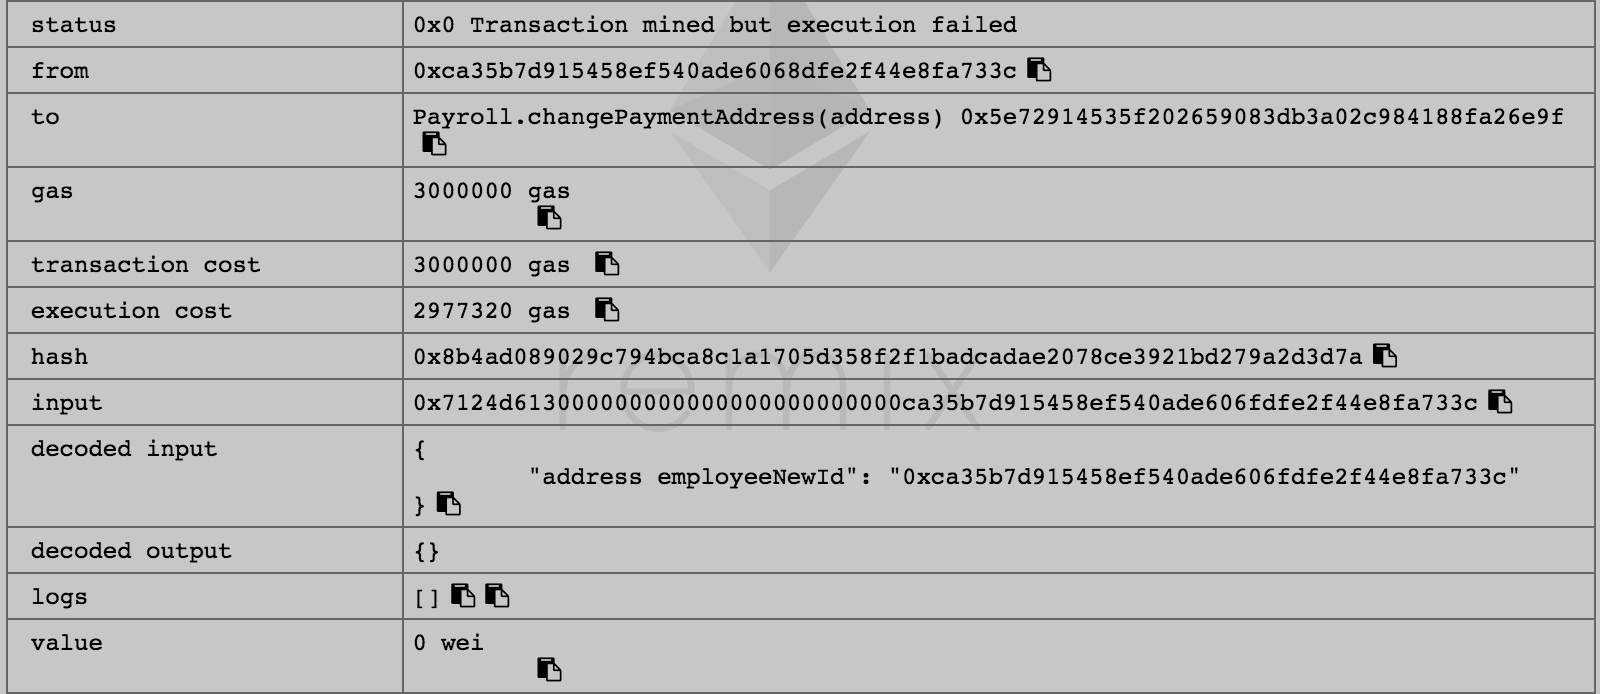 status 0x0 Transaction mined but execution failed
from 0xca35b7d915458ef540ade6068dfe2f44e8fa733c
to Payroll.changePaymentAddress(address) 0x5e72914535f202659083db3a02c984188fa26e9f
gas 3000000 gas
transaction cost 3000000 gas
execution cost 2977320 gas
hash 0x8b4ad089029c794bca8c1a1705d358f2f1badcadae2078ce3921bd279a2d3d7a
remix
input 0x7124d613000000000000000000000000ca35b7d915458ef540ade606fdfe2f44e8fa733c
decoded input {
"address employeeNewId": "0xca35b7d915458ef540ade606fdfe2f44e8fa733c"
}
decoded output {}
logs []
value 0 wei